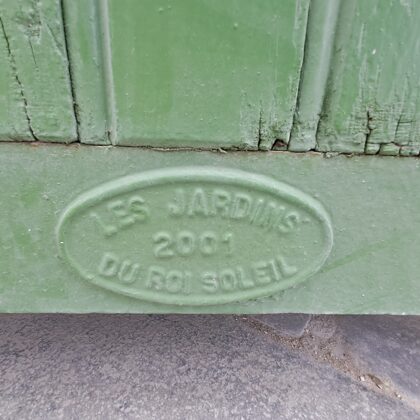 LES JARDINS
2001
DU ROI SOLEIL